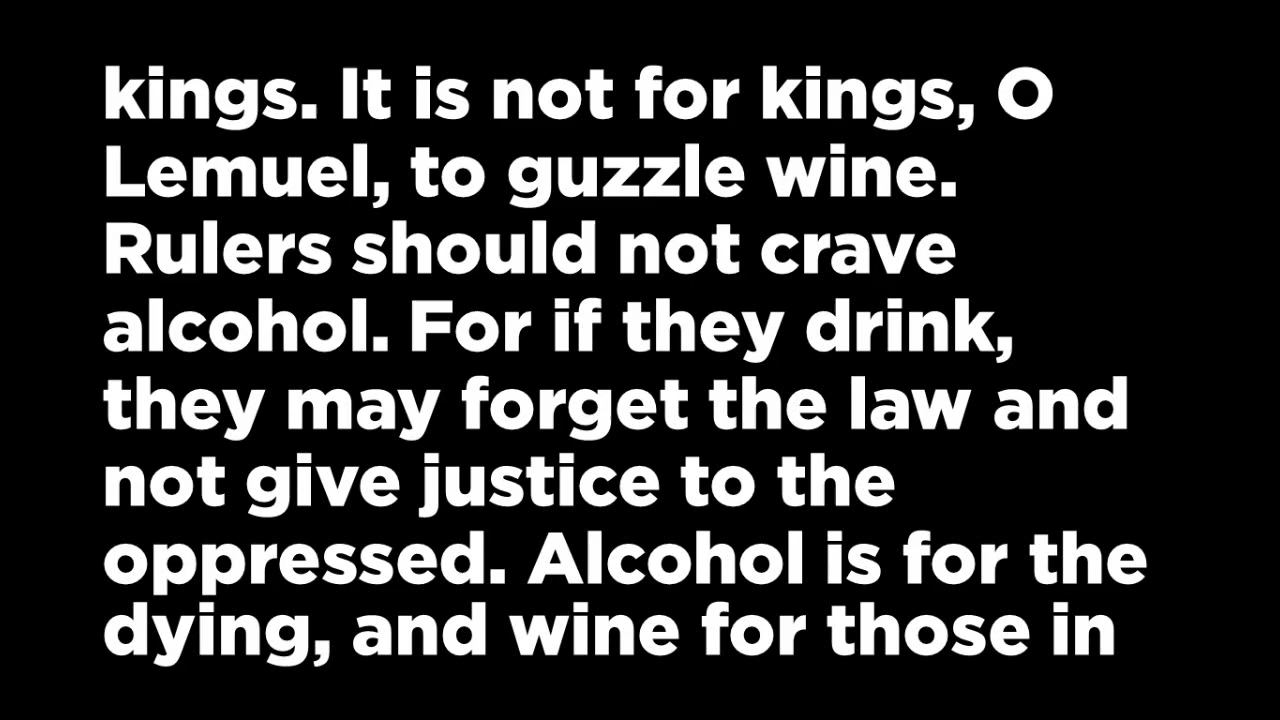 kings. It is not for kings, O
Lemuel, to guzzle wine.
Rulers should not crave
alcohol. For if they drink,
they may forget the law and
not give justice to the
oppressed. Alcohol is for the
dying, and wine for those in